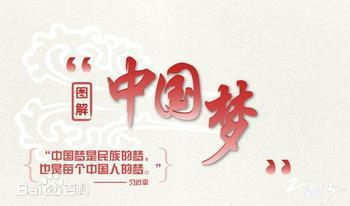 图解
中国梦
“中国梦是民族的梦，
也是每个中国人的梦。”
——习近平
Bai百科